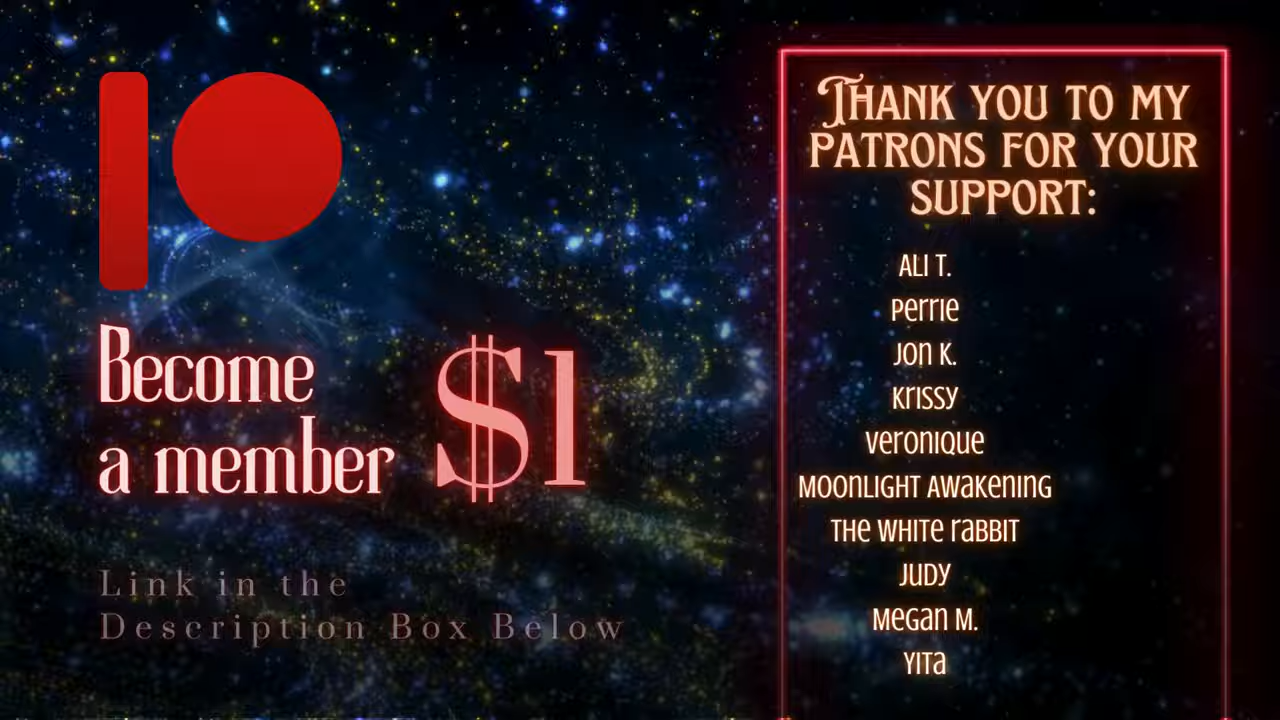 Become
a member
$1
Link in the
Description Box Below
THANK YOU TO MY
PATRONS FOR YOUR
SUPPORT:
ALI T.
Perrie
Jon K.
Krissy
Veronique
Moonlight Awakening
The White Rabbit
Judy
Megan M.
Yita